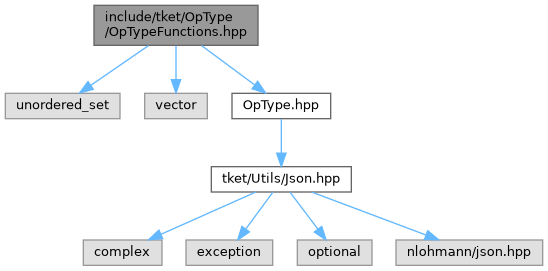 include/tket/OpType
/OpTypeFunctions.hpp
unordered_set
vector
OpType.hpp
tket/Utils/Json.hpp
complex
exception
optional
nlohmann/json.hpp